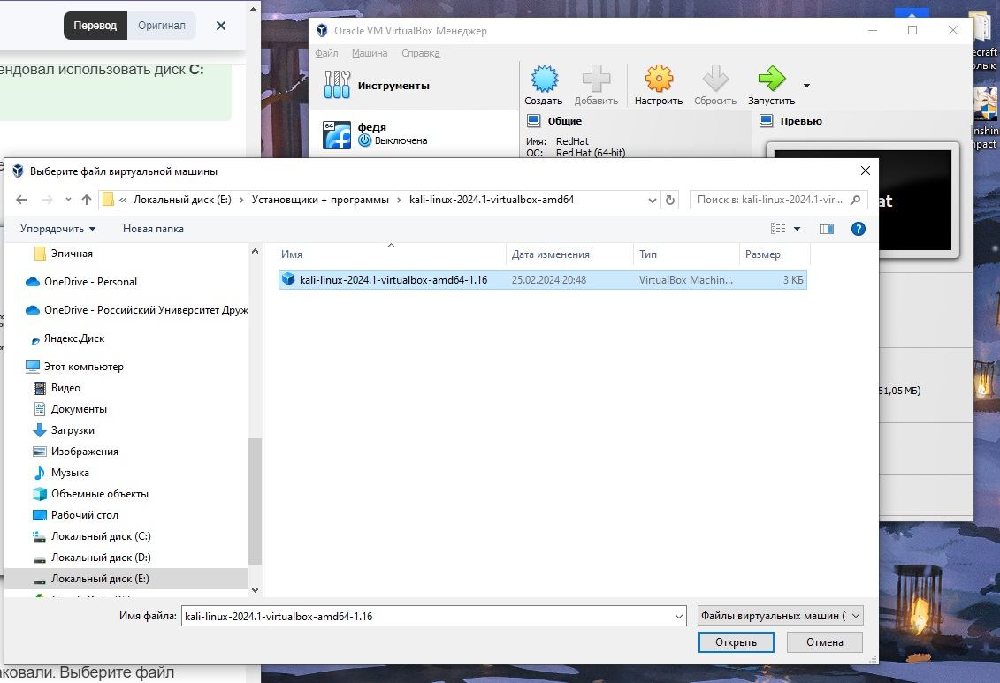 Перевод Оригинал
ендовал использовать диск C:
Oracle VM VirtualBox Менеджер
Файл Машина Справка
Инструменты
Создать Добавить Настроить Сбросить Запустить
64 федя
Выключена
Общие
Имя: RedHat
ОС: Red Hat (64-bit)
Превью
at
51,05 МБ)
ecraft
олык
nshin
npact
Выберите файл виртуальной машины
« Локальный диск (E:) › Установщики + программы › kali-linux-2024.1-virtualbox-amd64
Поиск в: kali-linux-2024.1-vir...
Упорядочить Новая папка
Имя Дата изменения Тип Размер
kali-linux-2024.1-virtualbox-amd64-1.16 25.02.2024 20:48 VirtualBox Machin... 3 КБ
Эпичная
OneDrive - Personal
OneDrive - Российский Университет Друж
Яндекс.Диск
Этот компьютер
Видео
Документы
Загрузки
Изображения
Музыка
Объемные объекты
Рабочий стол
Локальный диск (C:)
Локальный диск (D:)
Локальный диск (E:)
Имя файла: kali-linux-2024.1-virtualbox-amd64-1.16
Файлы виртуальных машин (
Открыть Отмена
аковали. Выберите файл